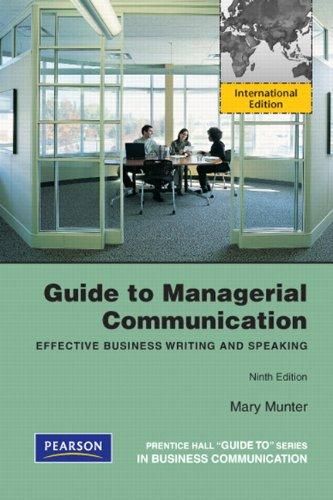 International
Edition
Guide to Managerial
Communication
EFFECTIVE BUSINESS WRITING AND SPEAKING
Ninth Edition
Mary Munter
PEARSON
PRENTICE HALL “GUIDE TO” SERIES
IN BUSINESS COMMUNICATION